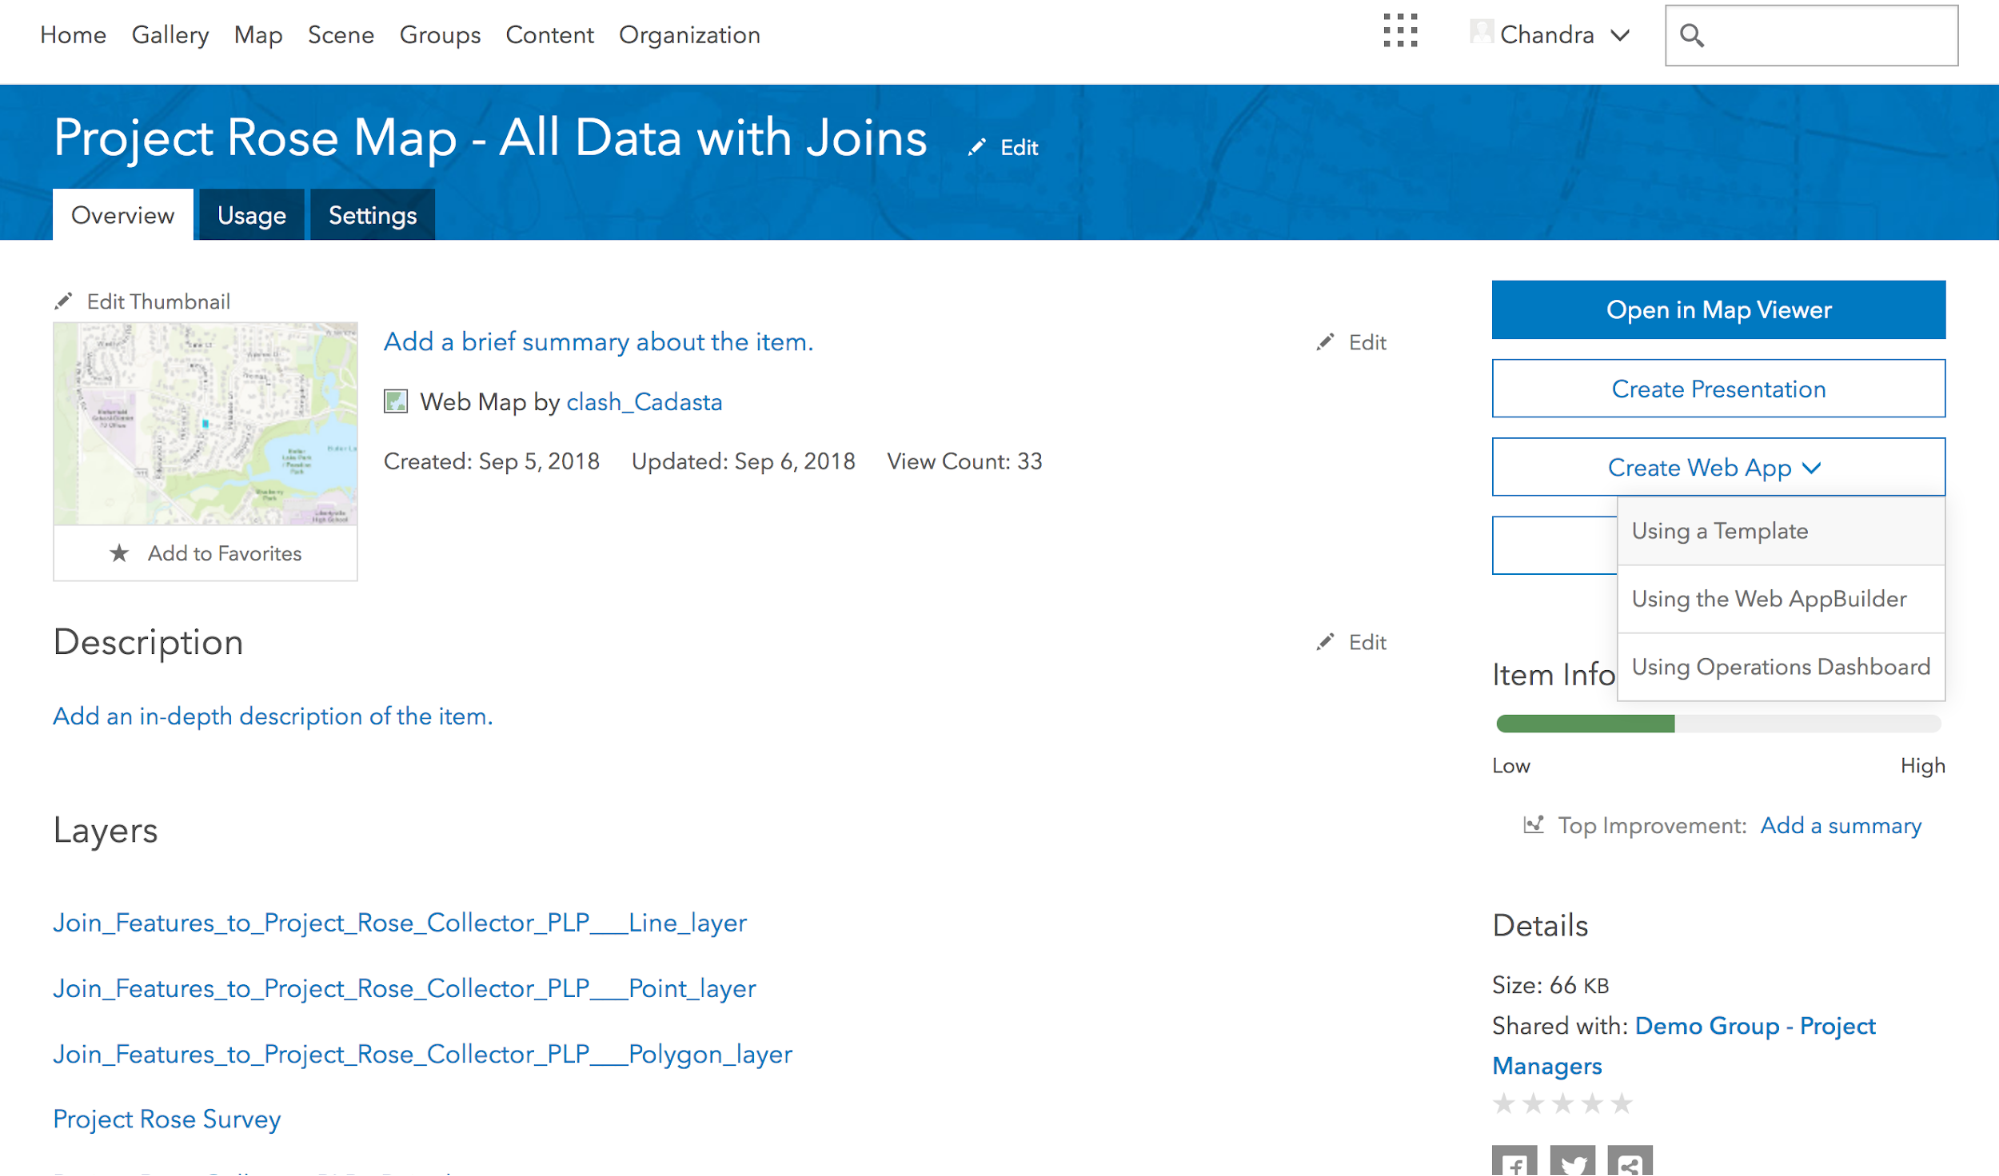 Home Gallery Map Scene Groups Content Organization
Chandra
Project Rose Map - All Data with Joins
Edit
Overview Usage Settings
Edit Thumbnail
Add a brief summary about the item.
Edit
Web Map by clash_Cadasta
Created: Sep 5, 2018 Updated: Sep 6, 2018 View Count: 33
Add to Favorites
Description
Edit
Add an in-depth description of the item.
Layers
Join_Features_to_Project_Rose_Collector_PLP___Line_layer
Join_Features_to_Project_Rose_Collector_PLP___Point_layer
Join_Features_to_Project_Rose_Collector_PLP___Polygon_layer
Project Rose Survey
Open in Map Viewer
Create Presentation
Create Web App
Using a Template
Using the Web AppBuilder
Using Operations Dashboard
Item Info
Low High
Top Improvement: Add a summary
Details
Size: 66 KB
Shared with: Demo Group - Project
Managers